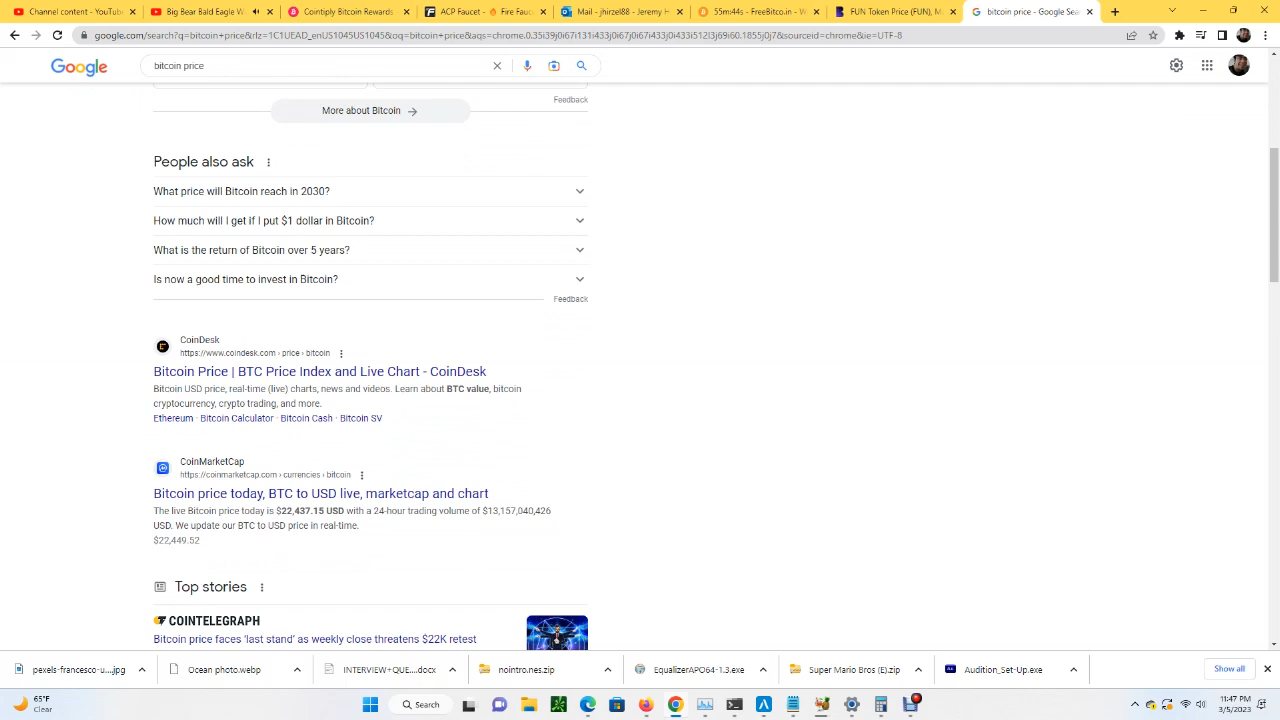 Channel content - YouTube
Big Bear Bald Eagle
Cointiply Bitcoin Rewards
ACP Faucet - 🔥 Fire Fauc
Mail - jhirzel88 - Jeremy H
51m44s - FreeBitco.in - W
FUN Token Price (FUN), M
bitcoin price - Google Search
google.com/search?q=bitcoin+price&rlz=1C1UEAD_enUS1045US1045&oq=bitcoin+price&aqs=chrome.0.35i39j0i67i131i433j0i67j0i67i433j0i433i512l3j69i60.1855j0j7&sourceid=chrome&ie=UTF-8
Google
bitcoin price
Feedback
More about Bitcoin
People also ask
What price will Bitcoin reach in 2030?
How much will I get if I put $1 dollar in Bitcoin?
What is the return of Bitcoin over 5 years?
Is now a good time to invest in Bitcoin?
Feedback
CoinDesk
https://www.coindesk.com › price › bitcoin
Bitcoin Price | BTC Price Index and Live Chart - CoinDesk
Bitcoin USD price, real-time (live) charts, news and videos. Learn about BTC value, bitcoin
cryptocurrency, crypto trading, and more.
Ethereum · Bitcoin Calculator · Bitcoin Cash · Bitcoin SV
CoinMarketCap
https://coinmarketcap.com › currencies › bitcoin
Bitcoin price today, BTC to USD live, marketcap and chart
The live Bitcoin price today is $22,437.15 USD with a 24-hour trading volume of $13,157,040,426
USD. We update our BTC to USD price in real-time.
$22,449.52
Top stories
COINTELEGRAPH
Bitcoin price faces 'last stand' as weekly close threatens $22K retest
pexels-francesco-u....jpg
Ocean photo.webp
INTERVIEW+QUE....docx
nointro.nes.zip
EqualizerAPO64-1.3.exe
Super Mario Bros (E).zip
Audition_Set-Up.exe
Show all
65°F
Clear
Search
11:47 PM
3/5/2023